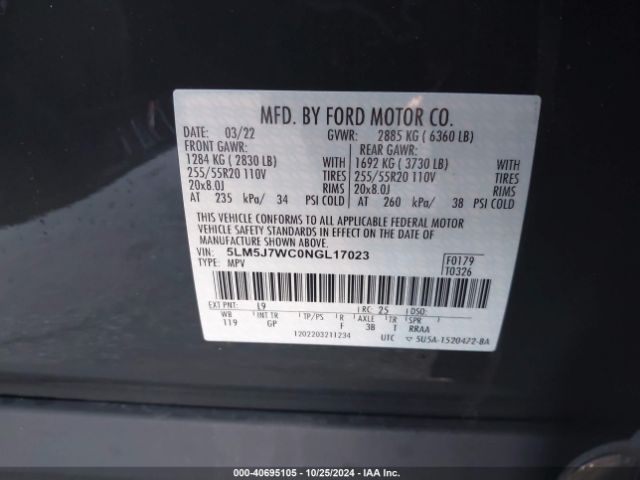 MFD. BY FORD MOTOR CO.
DATE: 03/22 GVWR: 2885 KG ( 6360 LB)
FRONT GAWR: REAR GAWR:
1284 KG ( 2830 LB) WITH 1692 KG ( 3730 LB) WITH
255/55R20 110V TIRES 255/55R20 110V TIRES
20x8.0J RIMS 20x8.0J RIMS
AT 235 kPa/ 34 PSI COLD AT 260 kPa/ 38 PSI COLD
THIS VEHICLE CONFORMS TO ALL APPLICABLE FEDERAL MOTOR
VEHICLE SAFETY STANDARDS IN EFFECT ON THE DATE OF
MANUFACTURE SHOWN ABOVE.
VIN: 5LM5J7WC0NGL17023 F0179
TYPE: MPV T0326
EXT PNT: L9 RC: 25 DSO:
WB INT TR TP/PS R AXLE TR SPR
119 GP F 3B T RRAA
1202203211234 UTC ▽ 5U5A-1520472-BA
000-40695105 - 10/25/2024 - IAAI.com